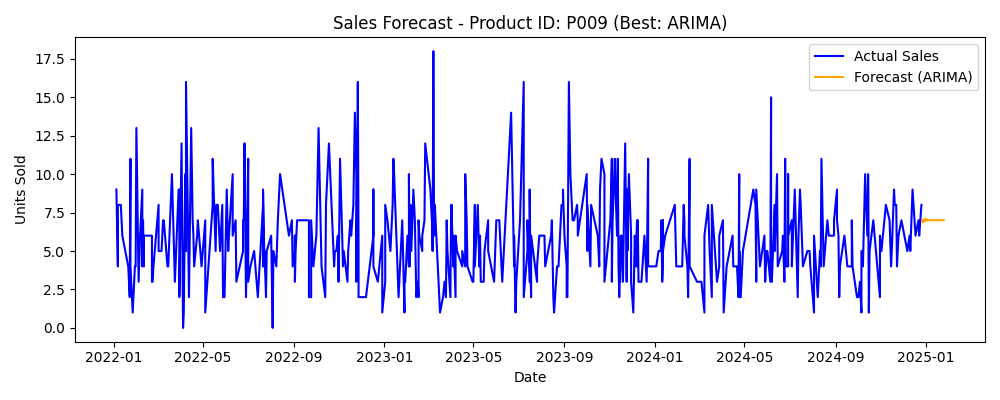 Sales Forecast - Product ID: P009 (Best: ARIMA)
Actual Sales
Forecast (ARIMA)
Units Sold
17.5
15.0
12.5
10.0
7.5
5.0
2.5
0.0
2022-01 2022-05 2022-09 2023-01 2023-05 2023-09 2024-01 2024-05 2024-09 2025-01
Date